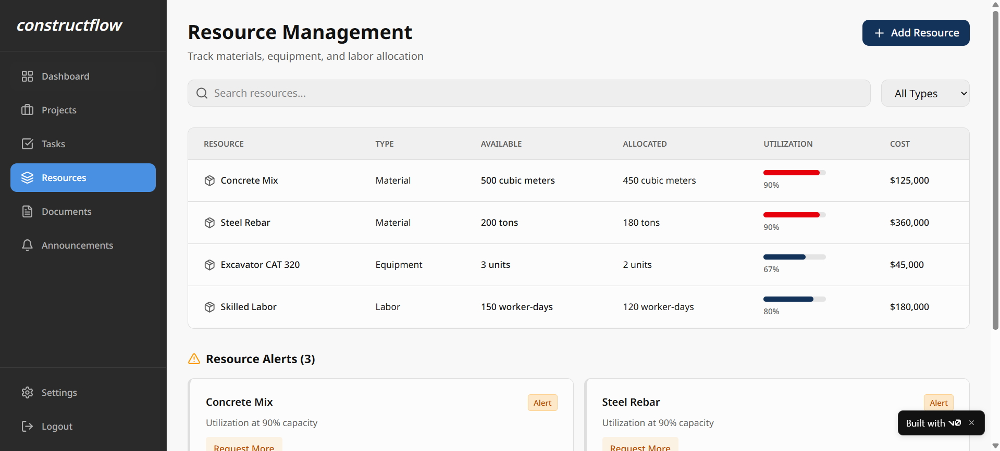 constructflow
Dashboard
Projects
Tasks
Resources
Documents
Announcements
Settings
Logout
Resource Management
Track materials, equipment, and labor allocation
Add Resource
Search resources...
All Types
RESOURCE TYPE AVAILABLE ALLOCATED UTILIZATION COST
Concrete Mix Material 500 cubic meters 450 cubic meters 90% $125,000
Steel Rebar Material 200 tons 180 tons 90% $360,000
Excavator CAT 320 Equipment 3 units 2 units 67% $45,000
Skilled Labor Labor 150 worker-days 120 worker-days 80% $180,000
Resource Alerts (3)
Concrete Mix Alert
Utilization at 90% capacity
Request More
Steel Rebar Alert
Utilization at 90% capacity
Request More
Built with v0